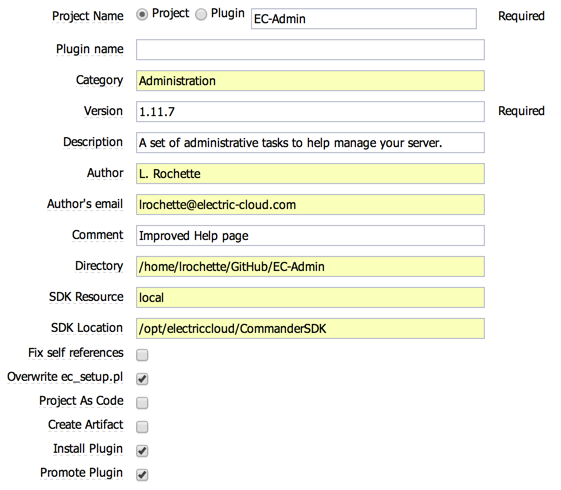 Project Name Project Plugin EC-Admin Required
Plugin name
Category Administration
Version 1.11.7 Required
Description A set of administrative tasks to help manage your server.
Author L. Rochette
Author's email lrochette@electric-cloud.com
Comment Improved Help page
Directory /home/lrochette/GitHub/EC-Admin
SDK Resource local
SDK Location /opt/electriccloud/CommanderSDK
Fix self references
Overwrite ec_setup.pl
Project As Code
Create Artifact
Install Plugin
Promote Plugin